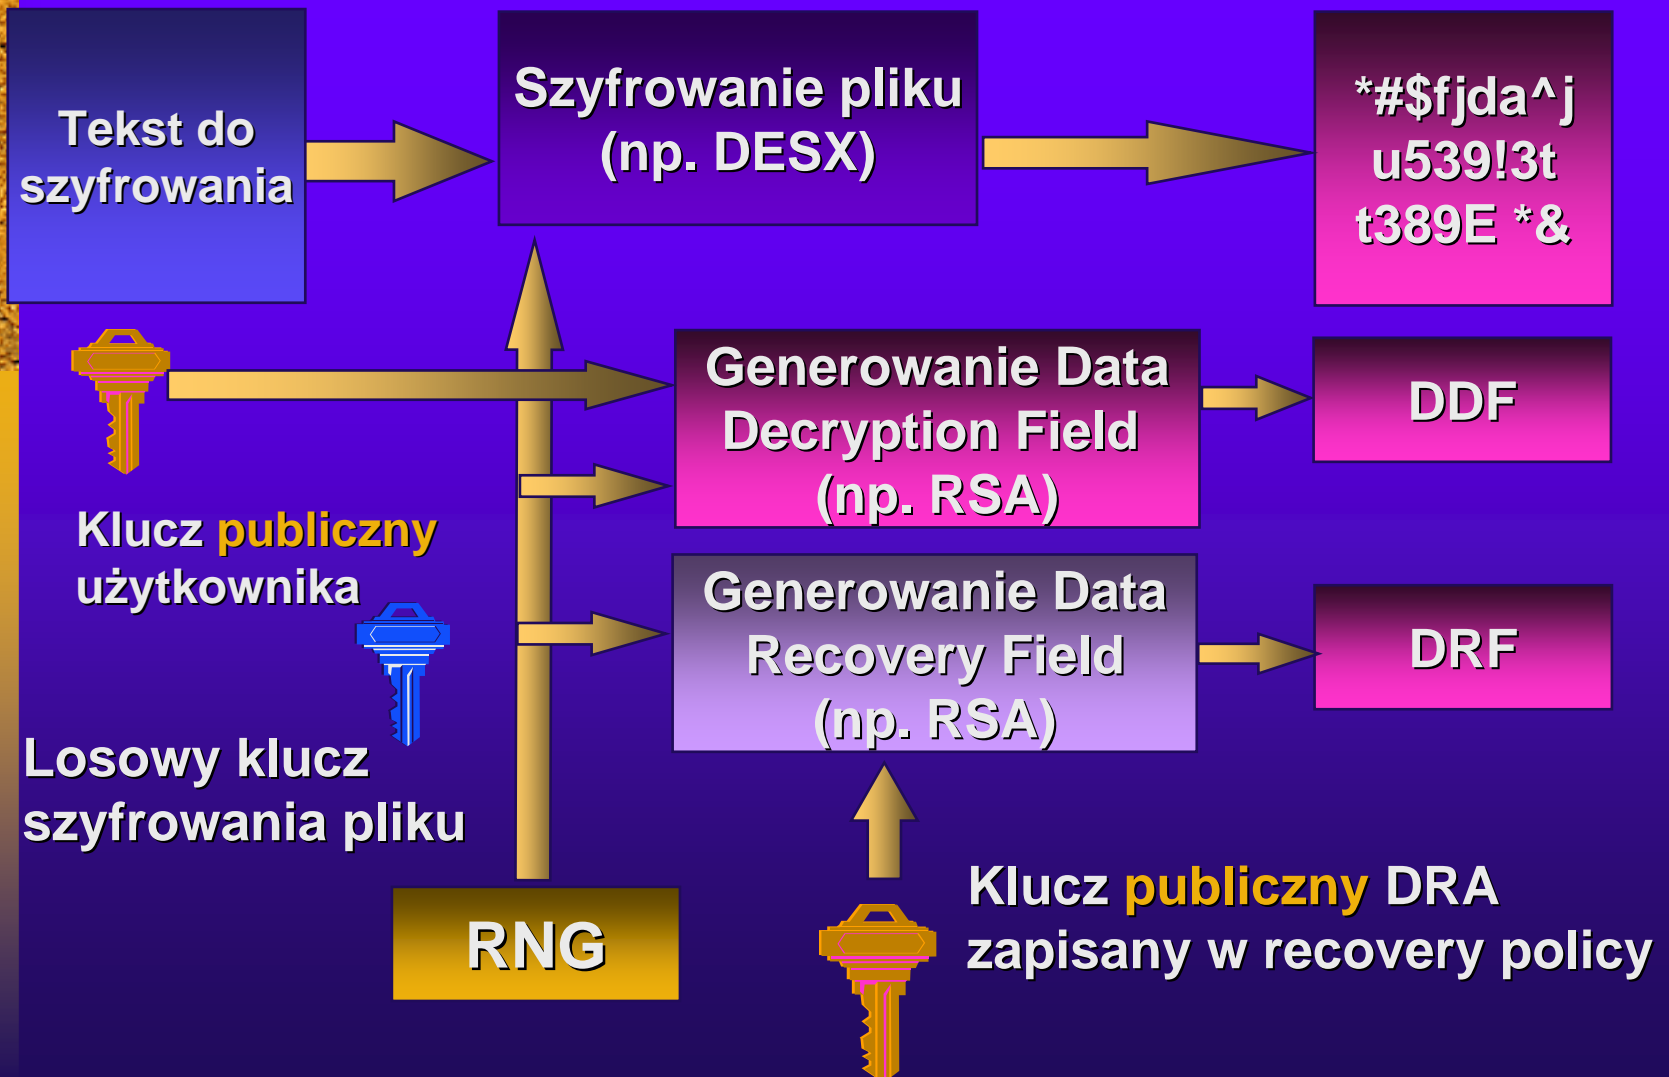 Tekst do
szyfrowania
Szyfrowanie pliku
(np. DESX)
*#$fjda^j
u539!3t
t389E *&
Generowanie Data
Decryption Field
(np. RSA)
DDF
Klucz publiczny
użytkownika
Generowanie Data
Recovery Field
(np. RSA)
DRF
Losowy klucz
szyfrowania pliku
RNG
Klucz publiczny DRA
zapisany w recovery policy